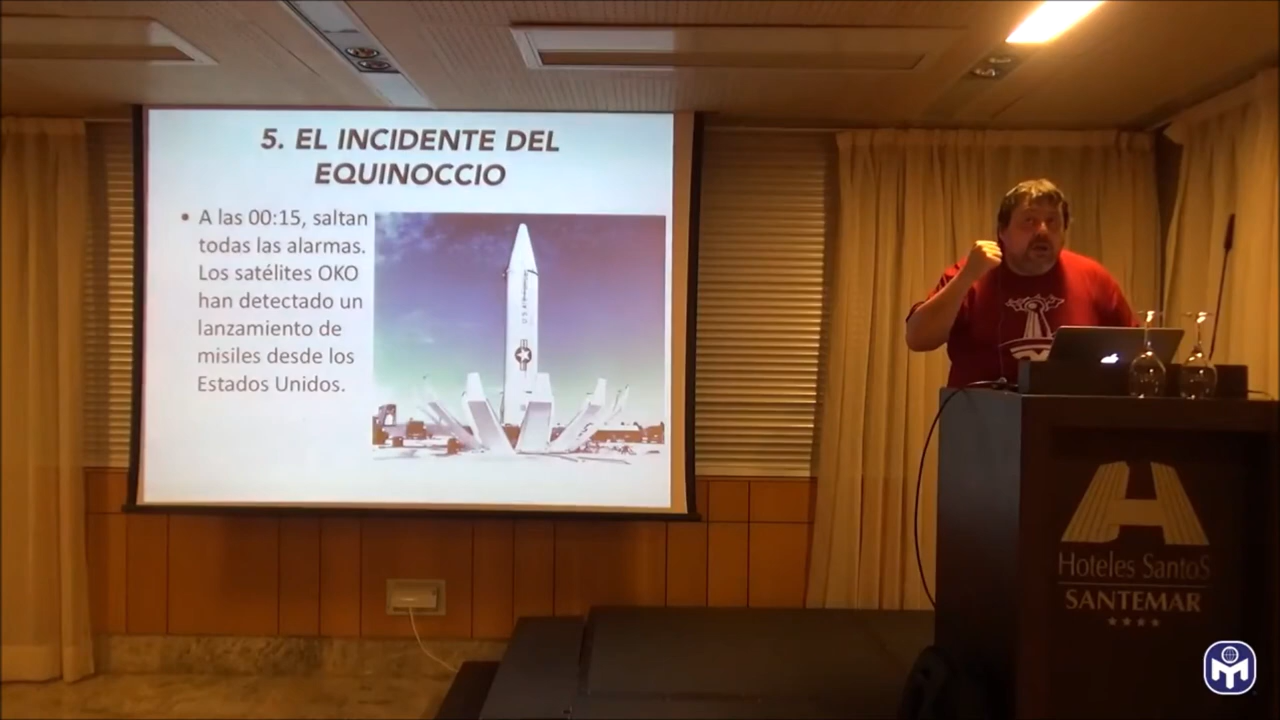 5. EL INCIDENTE DEL
EQUINOCCIO
• A las 00:15, saltan
todas las alarmas.
Los satélites OKO
han detectado un
lanzamiento de
misiles desde los
Estados Unidos.
Hoteles SantoS
SANTEMAR